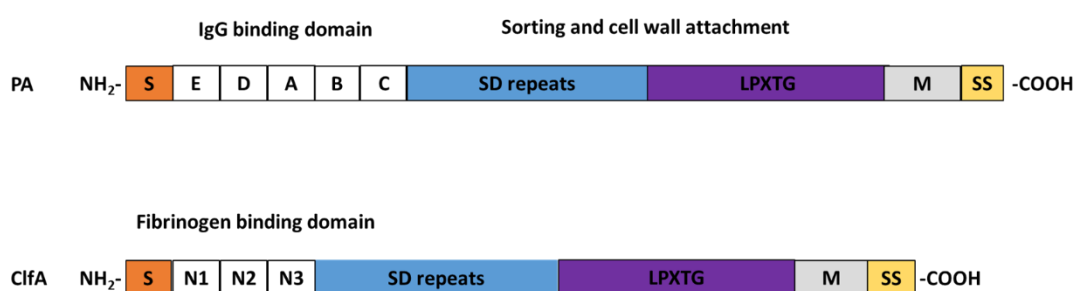 IgG binding domain Sorting and cell wall attachment
PA NH₂- S E D A B C SD repeats LPXTG M SS -COOH
Fibrinogen binding domain
ClfA NH₂- S N1 N2 N3 SD repeats LPXTG M SS -COOH